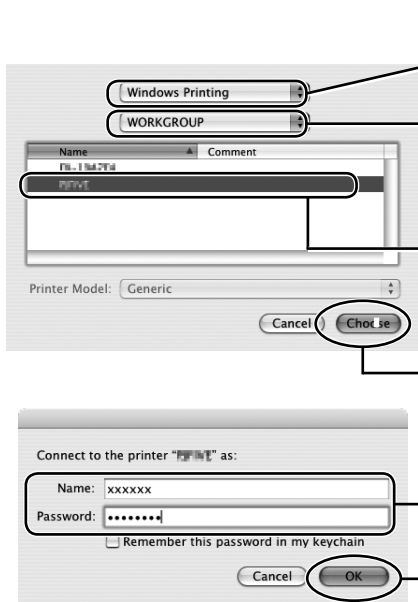 Windows Printing
WORKGROUP
Name Comment
Printer Model: Generic
Cancel Choose
Connect to the printer “ ” as:
Name: xxxxxx
Password: ••••••••
Remember this password in my keychain
Cancel OK